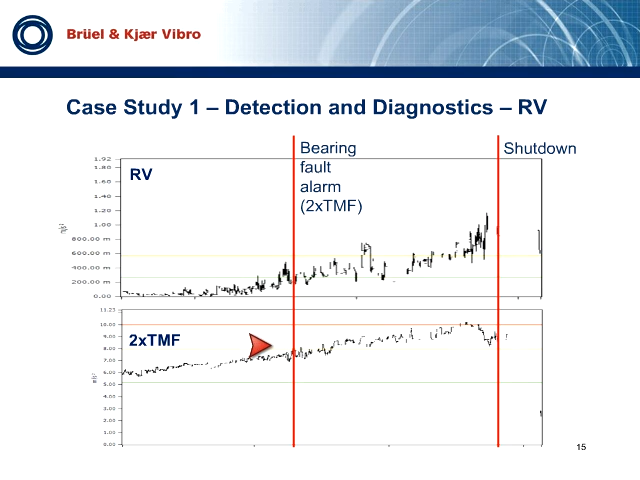 Brüel & Kjær Vibro
Case Study 1 – Detection and Diagnostics – RV
Bearing
fault
alarm
(2xTMF)
Shutdown
RV
1.92
1.80
1.60
1.40
1.20
1.00
800.00 m
600.00 m
400.00 m
200.00 m
0.00
2xTMF
11.23
10.00
9.00
8.00
7.00
6.00
5.00
4.00
3.00
2.00
1.00
0.00
15